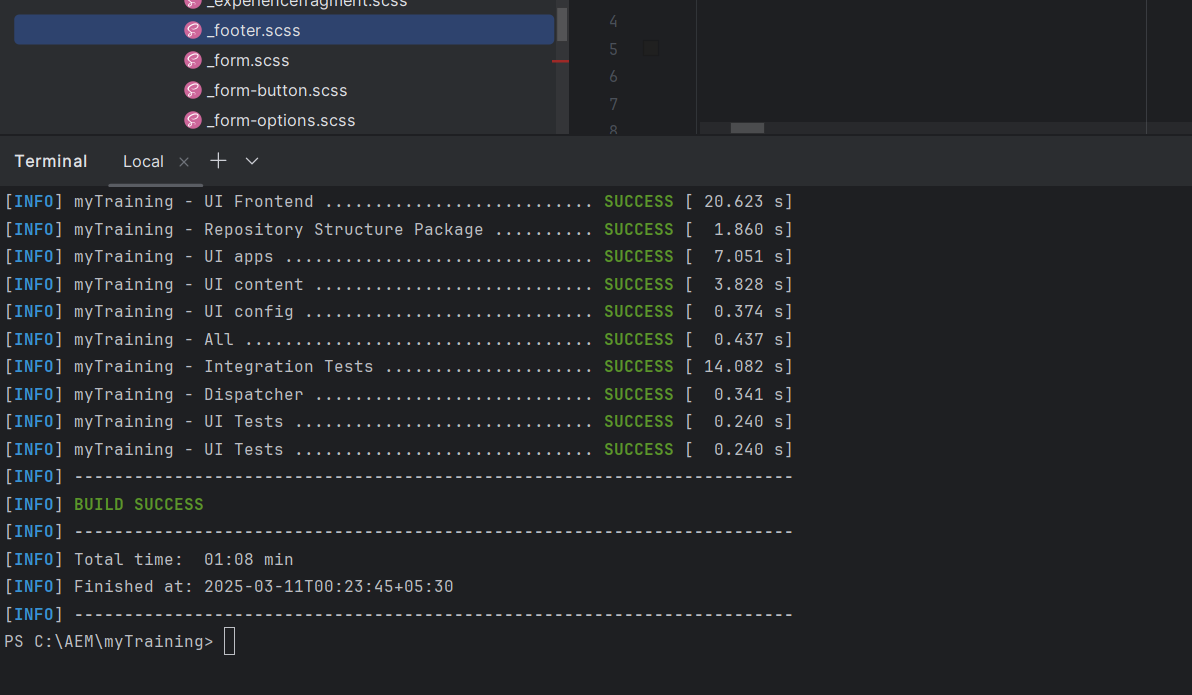 _experiencefragment.scss
_footer.scss
_form.scss
_form-button.scss
_form-options.scss
4
5
6
7
8
Terminal Local
[INFO] myTraining - UI Frontend ........................... SUCCESS [ 20.623 s]
[INFO] myTraining - Repository Structure Package .......... SUCCESS [  1.860 s]
[INFO] myTraining - UI apps ............................... SUCCESS [  7.051 s]
[INFO] myTraining - UI content ............................ SUCCESS [  3.828 s]
[INFO] myTraining - UI config ............................. SUCCESS [  0.374 s]
[INFO] myTraining - All ................................... SUCCESS [  0.437 s]
[INFO] myTraining - Integration Tests ..................... SUCCESS [ 14.082 s]
[INFO] myTraining - Dispatcher ............................ SUCCESS [  0.341 s]
[INFO] myTraining - UI Tests .............................. SUCCESS [  0.240 s]
[INFO] myTraining - UI Tests .............................. SUCCESS [  0.240 s]
[INFO] ------------------------------------------------------------------------
[INFO] BUILD SUCCESS
[INFO] ------------------------------------------------------------------------
[INFO] Total time:  01:08 min
[INFO] Finished at: 2025-03-11T00:23:45+05:30
[INFO] ------------------------------------------------------------------------
PS C:\AEM\myTraining>